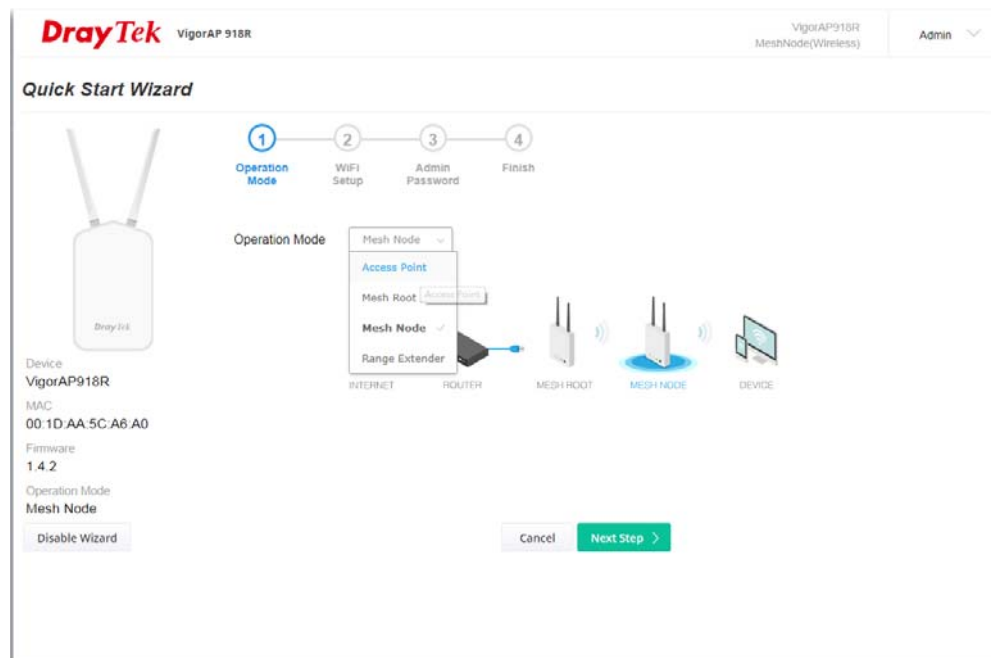 DrayTek VigorAP 918R
VigorAP918R
MeshNode(Wireless)
Admin
Quick Start Wizard
1
2
3
4
Operation
Mode
WiFi
Setup
Admin
Password
Finish
Operation Mode
Mesh Node
Access Point
Mesh Root
Access Point
Mesh Node
Range Extender
DrayTek
INTERNET
ROUTER
MESH ROOT
MESH NODE
DEVICE
Device
VigorAP918R
MAC
00:1D:AA:5C:A6:A0
Firmware
1.4.2
Operation Mode
Mesh Node
Disable Wizard
Cancel
Next Step